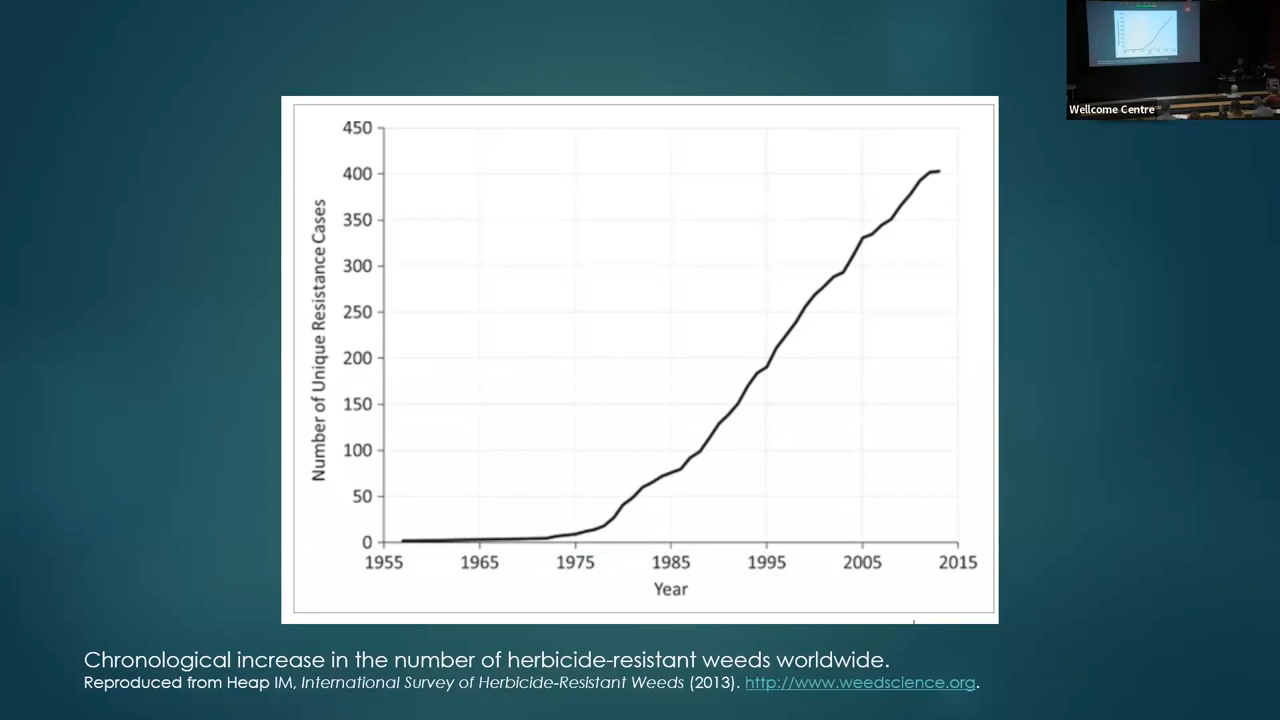 Wellcome Centre
450
400
350
300
250
200
150
100
50
0
Number of Unique Resistance Cases
1955 1965 1975 1985 1995 2005 2015
Year
Chronological increase in the number of herbicide-resistant weeds worldwide.
Reproduced from Heap IM, International Survey of Herbicide-Resistant Weeds (2013). http://www.weedscience.org.